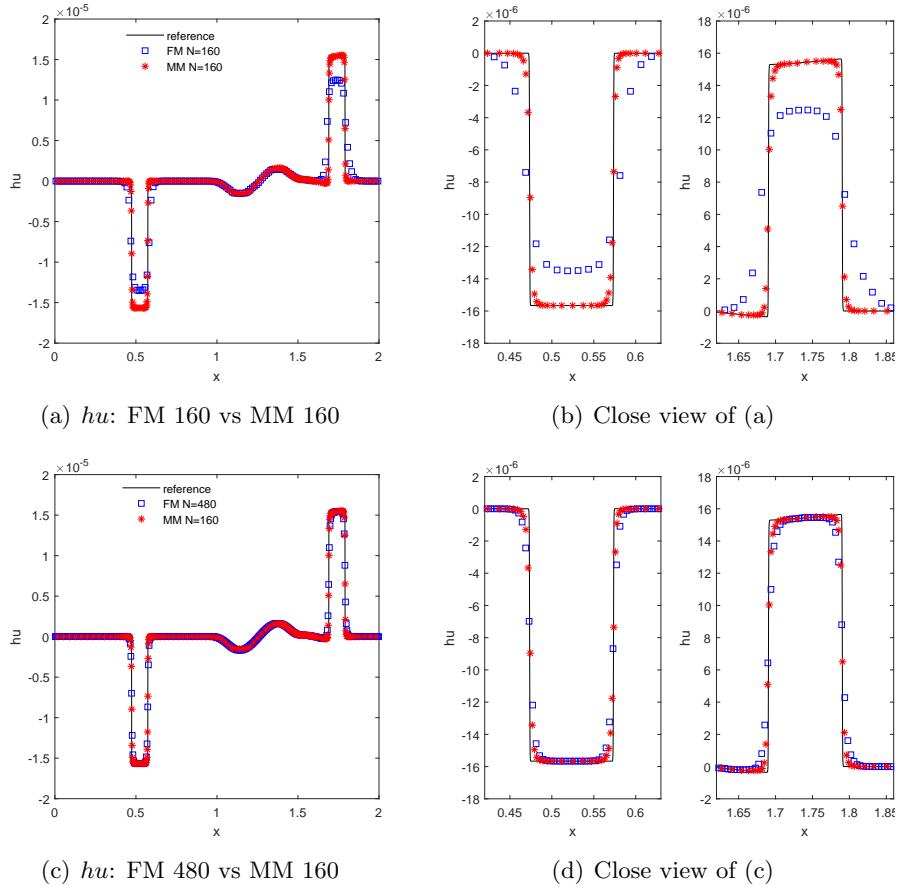 ×10⁻⁵
2
1.5
1
0.5
0
-0.5
-1
-1.5
-2
hu
0 0.5 1 1.5 2
x
reference
FM N=160
MM N=160
(a) hu: FM 160 vs MM 160
×10⁻⁶
0
-2
-4
-6
-8
-10
-12
-14
-16
-18
hu
0.45 0.5 0.55 0.6
x
×10⁻⁶
18
16
14
12
10
8
6
4
2
0
-2
hu
1.65 1.7 1.75 1.8 1.85
x
(b) Close view of (a)
×10⁻⁵
2
1.5
1
0.5
0
-0.5
-1
-1.5
-2
hu
0 0.5 1 1.5 2
x
reference
FM N=480
MM N=160
(c) hu: FM 480 vs MM 160
×10⁻⁶
0
-2
-4
-6
-8
-10
-12
-14
-16
-18
hu
0.45 0.5 0.55 0.6
x
×10⁻⁶
18
16
14
12
10
8
6
4
2
0
-2
hu
1.65 1.7 1.75 1.8 1.85
x
(d) Close view of (c)